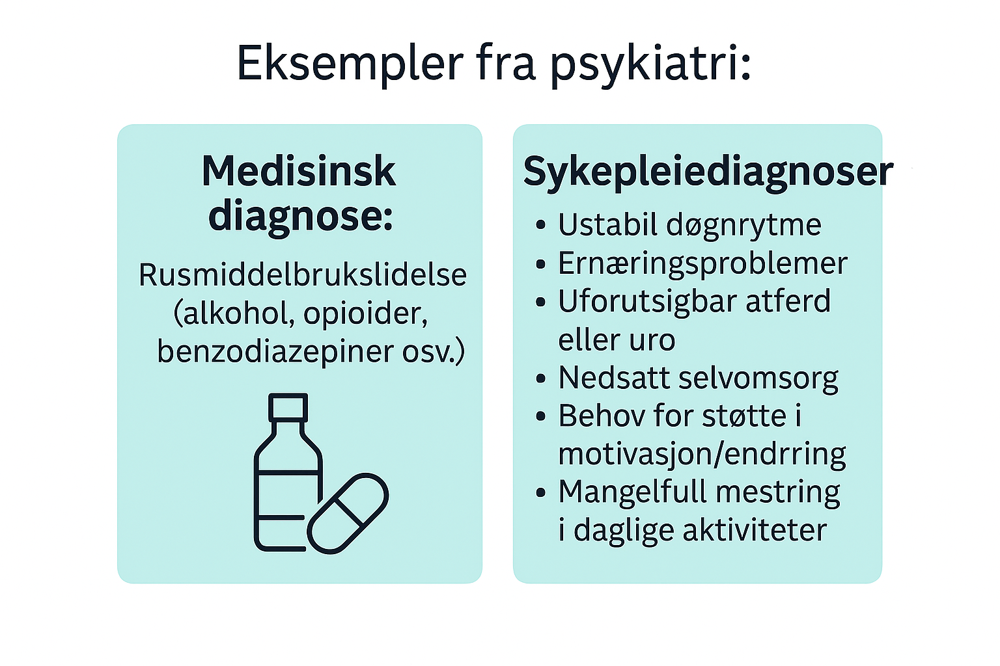 Eksempler fra psykiatri:
Medisinsk
diagnose:
Rusmiddelbrukslidelse
(alkohol, opioider,
benzodiazepiner osv.)
Sykepleiediagnoser
• Ustabil døgnrytme
• Ernæringsproblemer
• Uforutsigbar atferd
eller uro
• Nedsatt selvomsorg
• Behov for støtte i
motivasjon/endrring
• Mangelfull mestring
i daglige aktiviteter